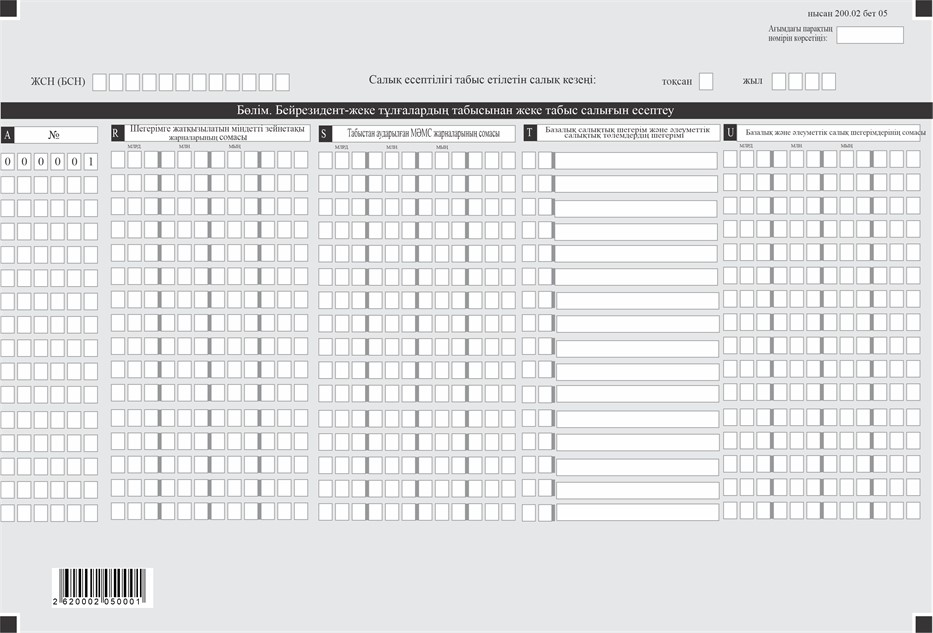 нысан 200.02 бет 05
Ағымдағы парақтың
нөмірін көрсетіңіз:
ЖСН (БСН)
Салық есептілігі табыс етілетін салық кезеңі:
тоқсан
жыл
Бөлім. Бейрезидент-жеке тұлғалардың табысынан жеке табыс салығын есептеу
A №
R Шегерімге жатқызылатын міндетті зейнетақы
жарналарының сомасы
S Табыстан аударылған МӘМС жарналарының сомасы
T Базалық салықтық шегерім және әлеуметтік
салықтық төлемдердің шегерімі
U Базалық және әлеуметтік салық шегерімдерінің сомасы
МЛРД МЛН МЫҢ
МЛРД МЛН МЫҢ
МЛРД МЛН МЫҢ
0 0 0 0 0 1
2 620002 050001